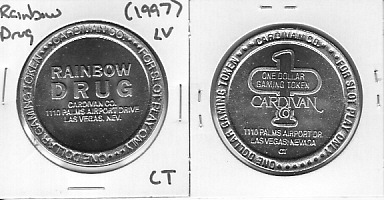 Rainbow
Drug
(1997)
LV
CARDIVAN CO.
FOR SLOT PLAY ONLY
ONE DOLLAR GAMING TOKEN
RAINBOW
DRUG
CARDIVAN CO.
1110 PALMS AIRPORT DRIVE
LAS VEGAS, NEV.
CT
CARDIVAN CO.
FOR SLOT PLAY ONLY
ONE DOLLAR GAMING TOKEN
1
ONE DOLLAR
GAMING TOKEN
CARDIVAN
CO
1110 PALMS AIRPORT DR.
LAS VEGAS, NEVADA